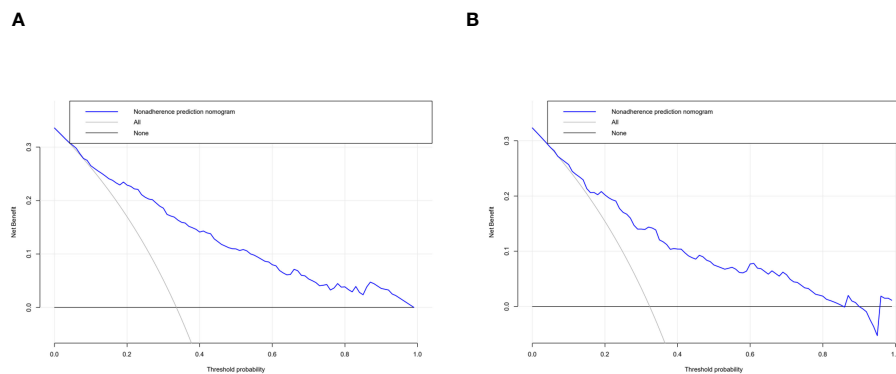 A
Nonadherence prediction nomogram
All
None
Net Benefit
0.3
0.2
0.1
0.0
0.0 0.2 0.4 0.6 0.8 1.0
Threshold probability
B
Nonadherence prediction nomogram
All
None
Net Benefit
0.3
0.2
0.1
0.0
0.0 0.2 0.4 0.6 0.8 1.0
Threshold probability